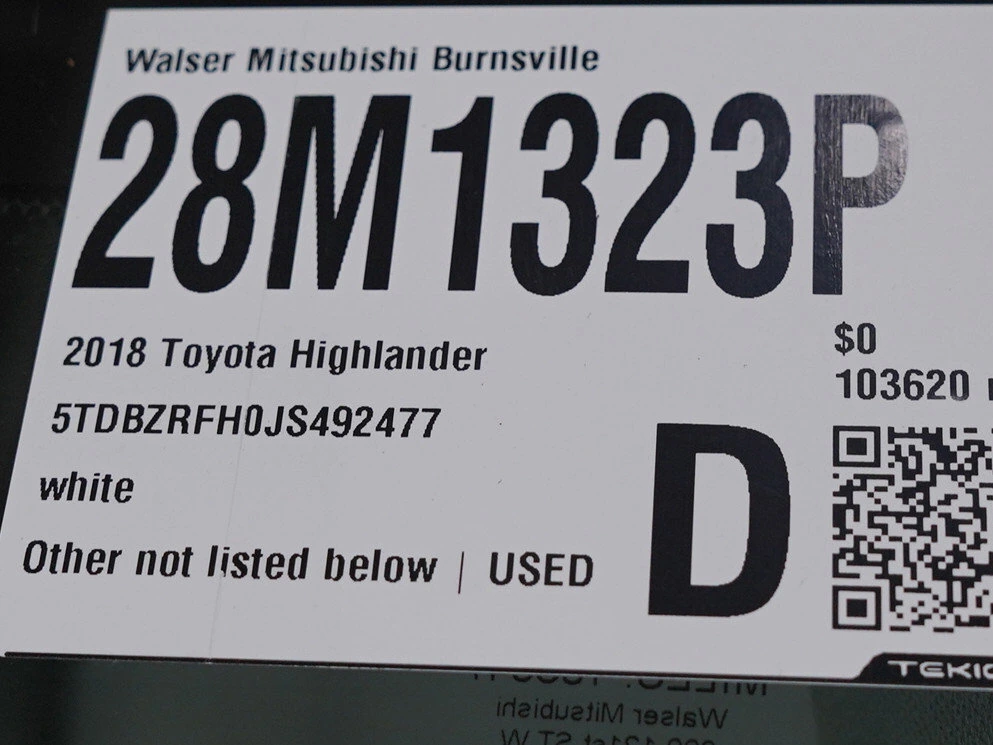 Walser Mitsubishi Burnsville
28M1323P
2018 Toyota Highlander
$0
103620
5TDBZRFH0JS492477
white
D
Other not listed below | USED
Walser Mitsubishi